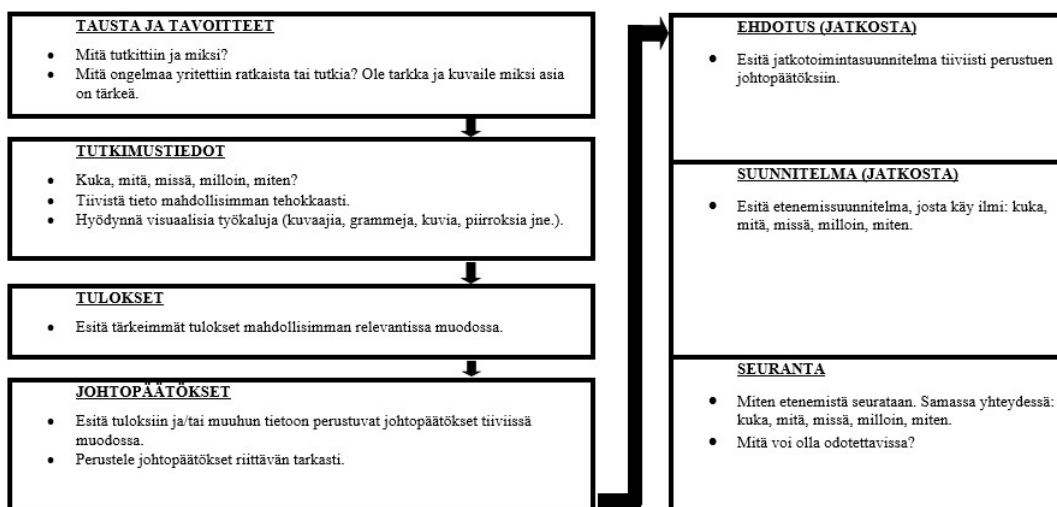 TAUSTA JA TAVOITTEET
• Mitä tutkittiin ja miksi?
• Mitä ongelmaa yritettiin ratkaista tai tutkia? Ole tarkka ja kuvaile miksi asia
on tärkeä.
TUTKIMUSTIEDOT
• Kuka, mitä, missä, milloin, miten?
• Tiivistä tieto mahdollisimman tehokkaasti.
• Hyödynnä visuaalisia työkaluja (kuvaajia, grammeja, kuvia, piirroksia jne.).
TULOKSET
• Esitä tärkeimmät tulokset mahdollisimman relevantissa muodossa.
JOHTOPÄÄTÖKSET
• Esitä tuloksiin ja/tai muuhun tietoon perustuvat johtopäätökset tiiviissä
muodossa.
• Perustele johtopäätökset riittävän tarkasti.
EHDOTUS (JATKOSTA)
• Esitä jatkotoimintasuunnitelma tiiviisti perustuen
johtopäätöksiin.
SUUNNITELMA (JATKOSTA)
• Esitä etenemissuunnitelma, josta käy ilmi: kuka,
mitä, missä, milloin, miten.
SEURANTA
• Miten etenemistä seurataan. Samassa yhteydessä:
kuka, mitä, missä, milloin, miten.
• Mitä voi olla odotettavissa?